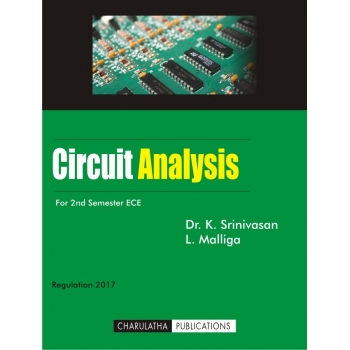 Circuit Analysis
For 2nd Semester ECE
Dr. K. Srinivasan
L. Malliga
Regulation 2017
CHARULATHA PUBLICATIONS